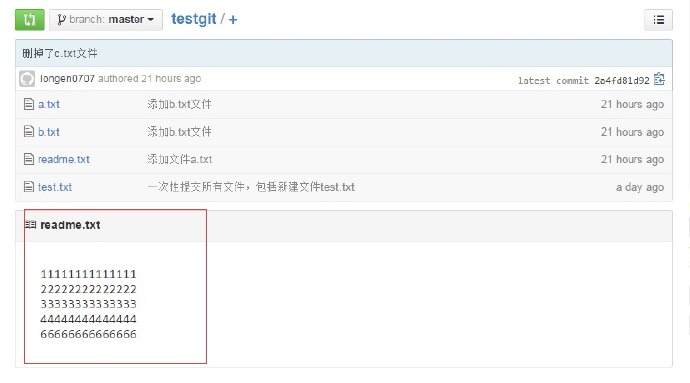 branch: master testgit / +
删掉了c.txt文件
longen0707 authored 21 hours ago latest commit 2a4fd81d92
a.txt 添加b.txt文件 21 hours ago
b.txt 添加b.txt文件 21 hours ago
readme.txt 添加文件a.txt 21 hours ago
test.txt 一次性提交所有文件，包括新建文件test.txt a day ago
readme.txt
11111111111111
22222222222222
33333333333333
44444444444444
66666666666666